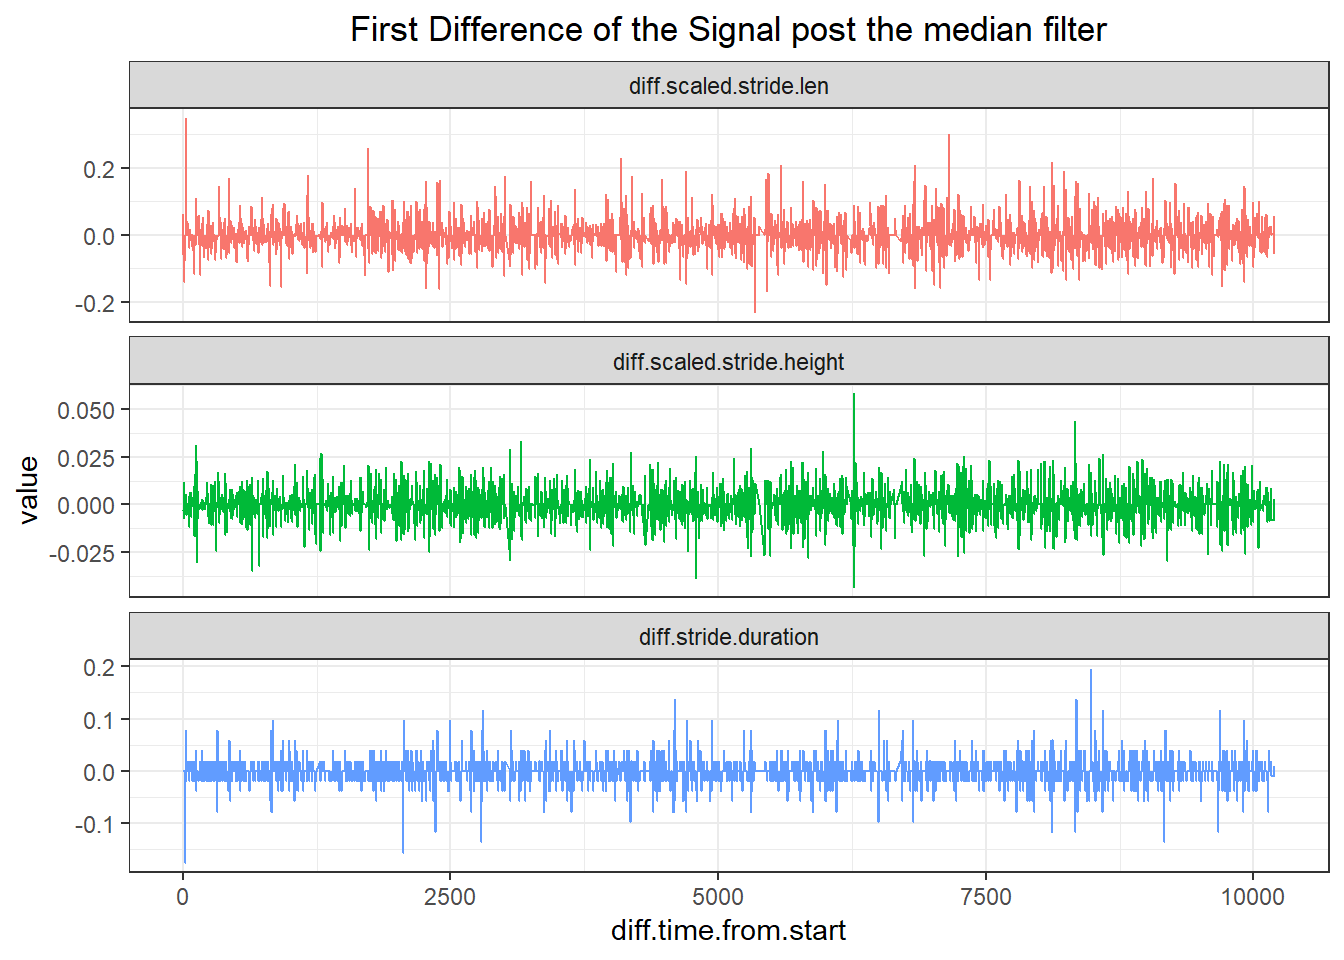 First Difference of the Signal post the median filter
diff.scaled.stride.len
0.2
0.0
-0.2
diff.scaled.stride.height
0.050
0.025
0.000
-0.025
value
diff.stride.duration
0.2
0.1
0.0
-0.1
0 2500 5000 7500 10000
diff.time.from.start